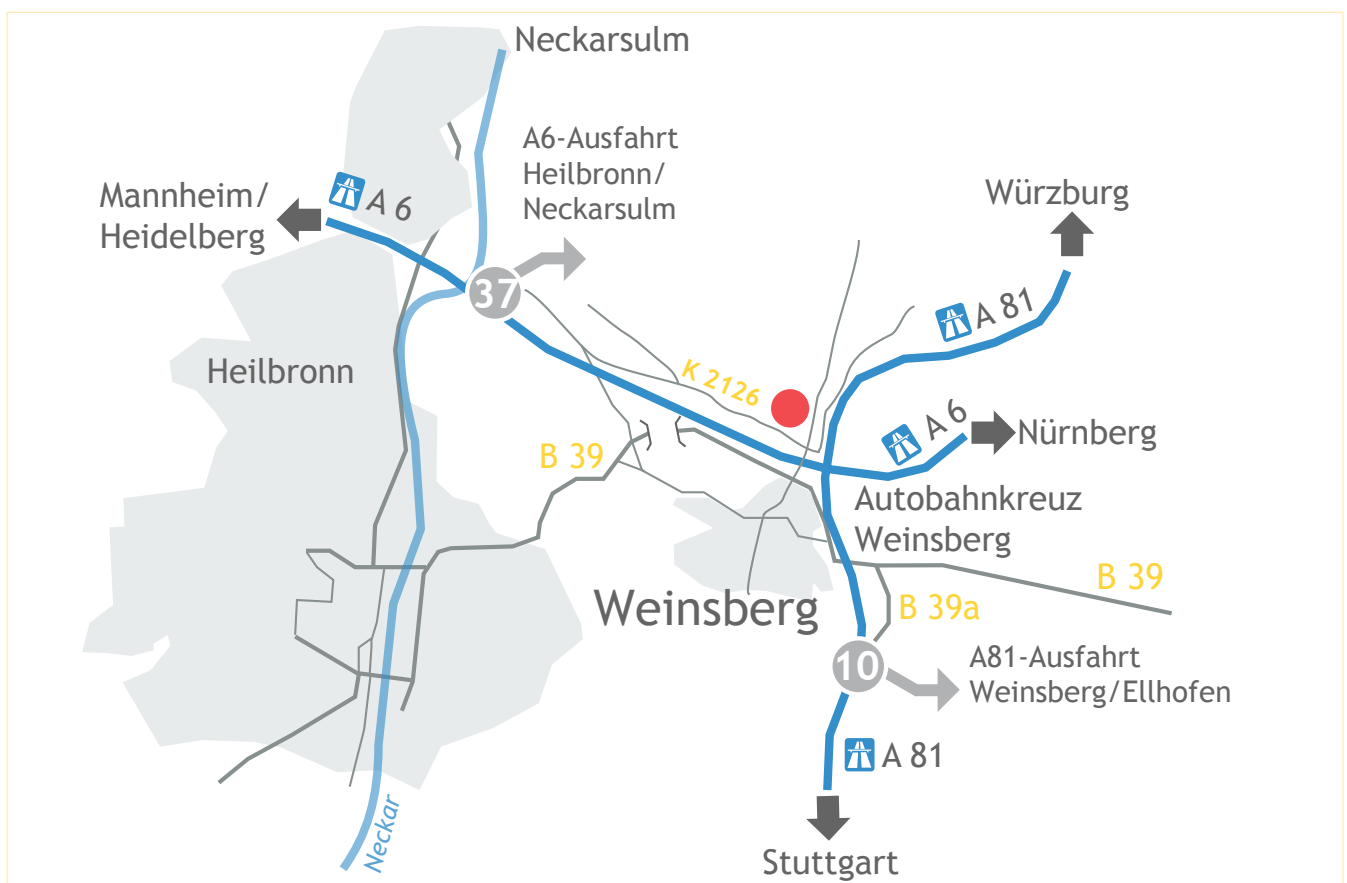 Neckarsulm
A6-Ausfahrt
Heilbronn/
Neckarsulm
Mannheim/
Heidelberg
A 6
Würzburg
37
A 81
Heilbronn
K 2126
A 6
Nürnberg
B 39
Autobahnkreuz
Weinsberg
B 39
Weinsberg
B 39a
A81-Ausfahrt
Weinsberg/Ellhofen
10
A 81
Neckar
Stuttgart